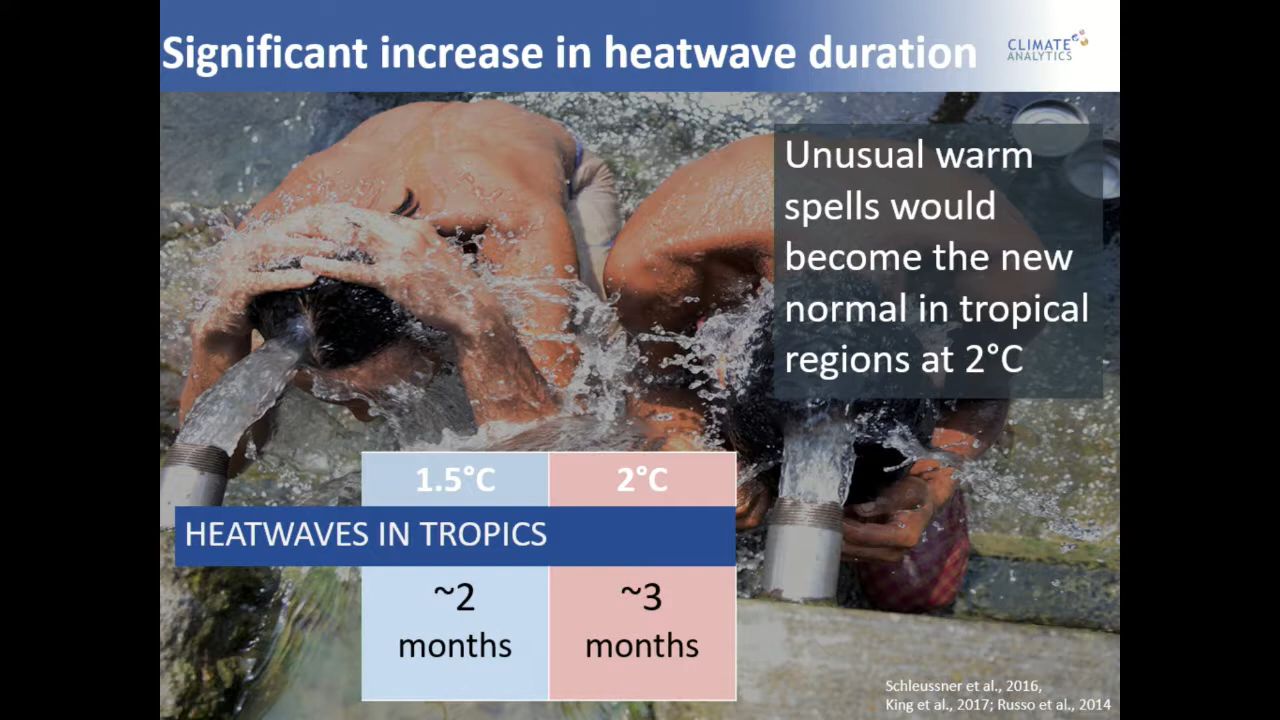 Significant increase in heatwave duration
CLIMATE
ANALYTICS
Unusual warm
spells would
become the new
normal in tropical
regions at 2°C
1.5°C 2°C
HEATWAVES IN TROPICS
~2 ~3
months months
Schleussner et al., 2016,
King et al., 2017; Russo et al., 2014